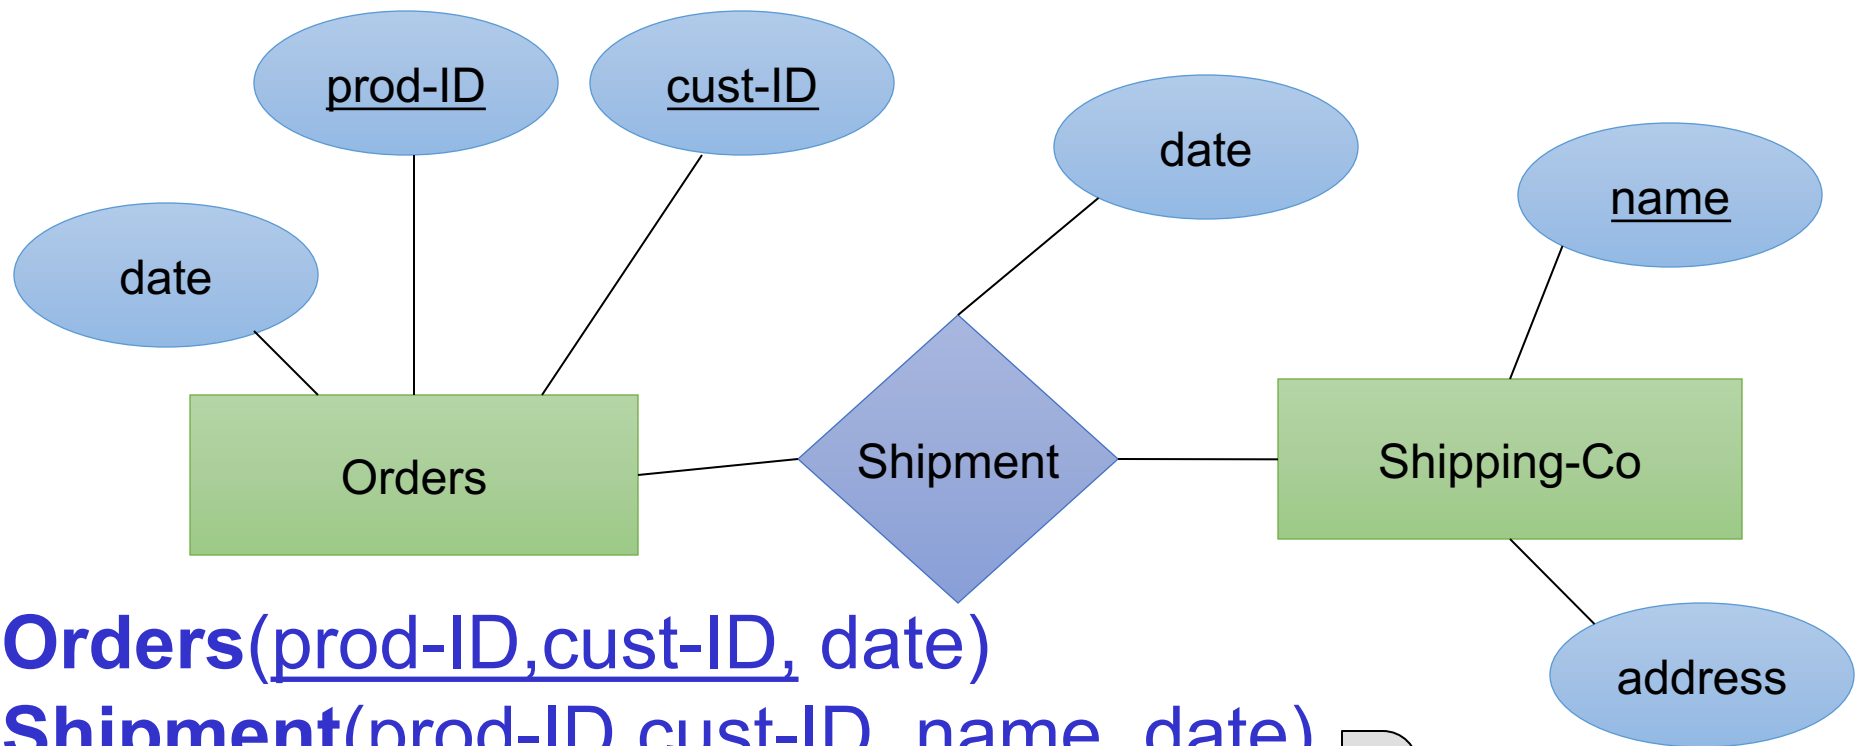 prod-ID
cust-ID
date
name
date
Orders
Shipment
Shipping-Co
address
Orders(prod-ID,cust-ID, date)
Shipment(prod-ID,cust-ID, name, date)